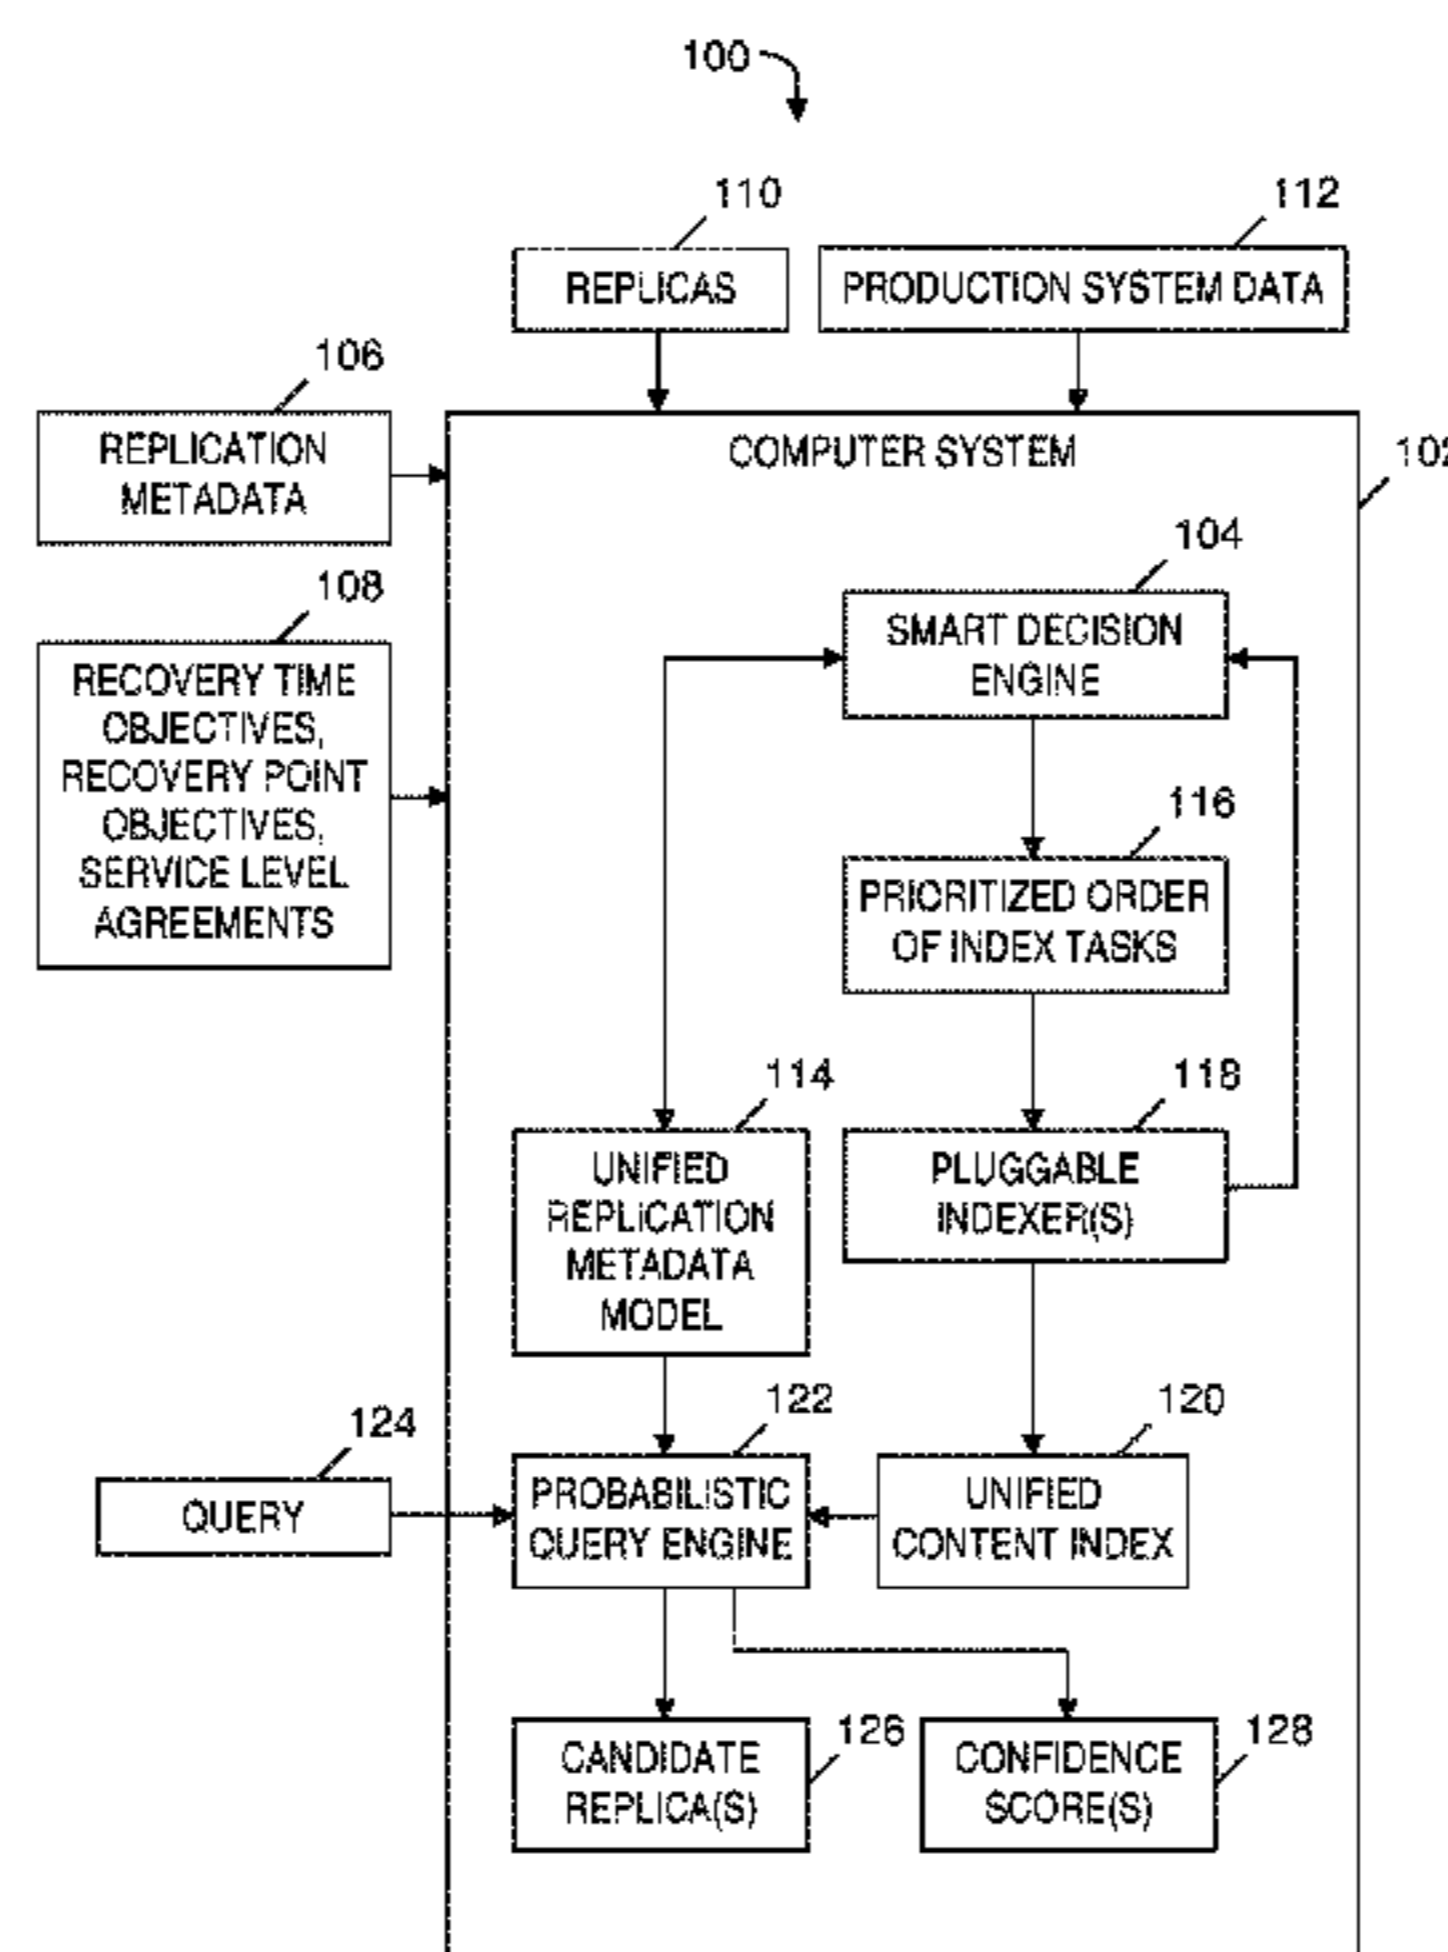 100
110
112
REPLICAS
PRODUCTION SYSTEM DATA
106
REPLICATION
METADATA
COMPUTER SYSTEM
104
108
SMART DECISION
ENGINE
RECOVERY TIME
OBJECTIVES,
RECOVERY POINT
OBJECTIVES,
SERVICE LEVEL
AGREEMENTS
116
PRIORITIZED ORDER
OF INDEX TASKS
114
118
UNIFIED
REPLICATION
METADATA
MODEL
PLUGGABLE
INDEXER(S)
122
120
124
QUERY
PROBABILISTIC
QUERY ENGINE
UNIFIED
CONTENT INDEX
CANDIDATE
REPLICA(S)
126
CONFIDENCE
SCORE(S)
128